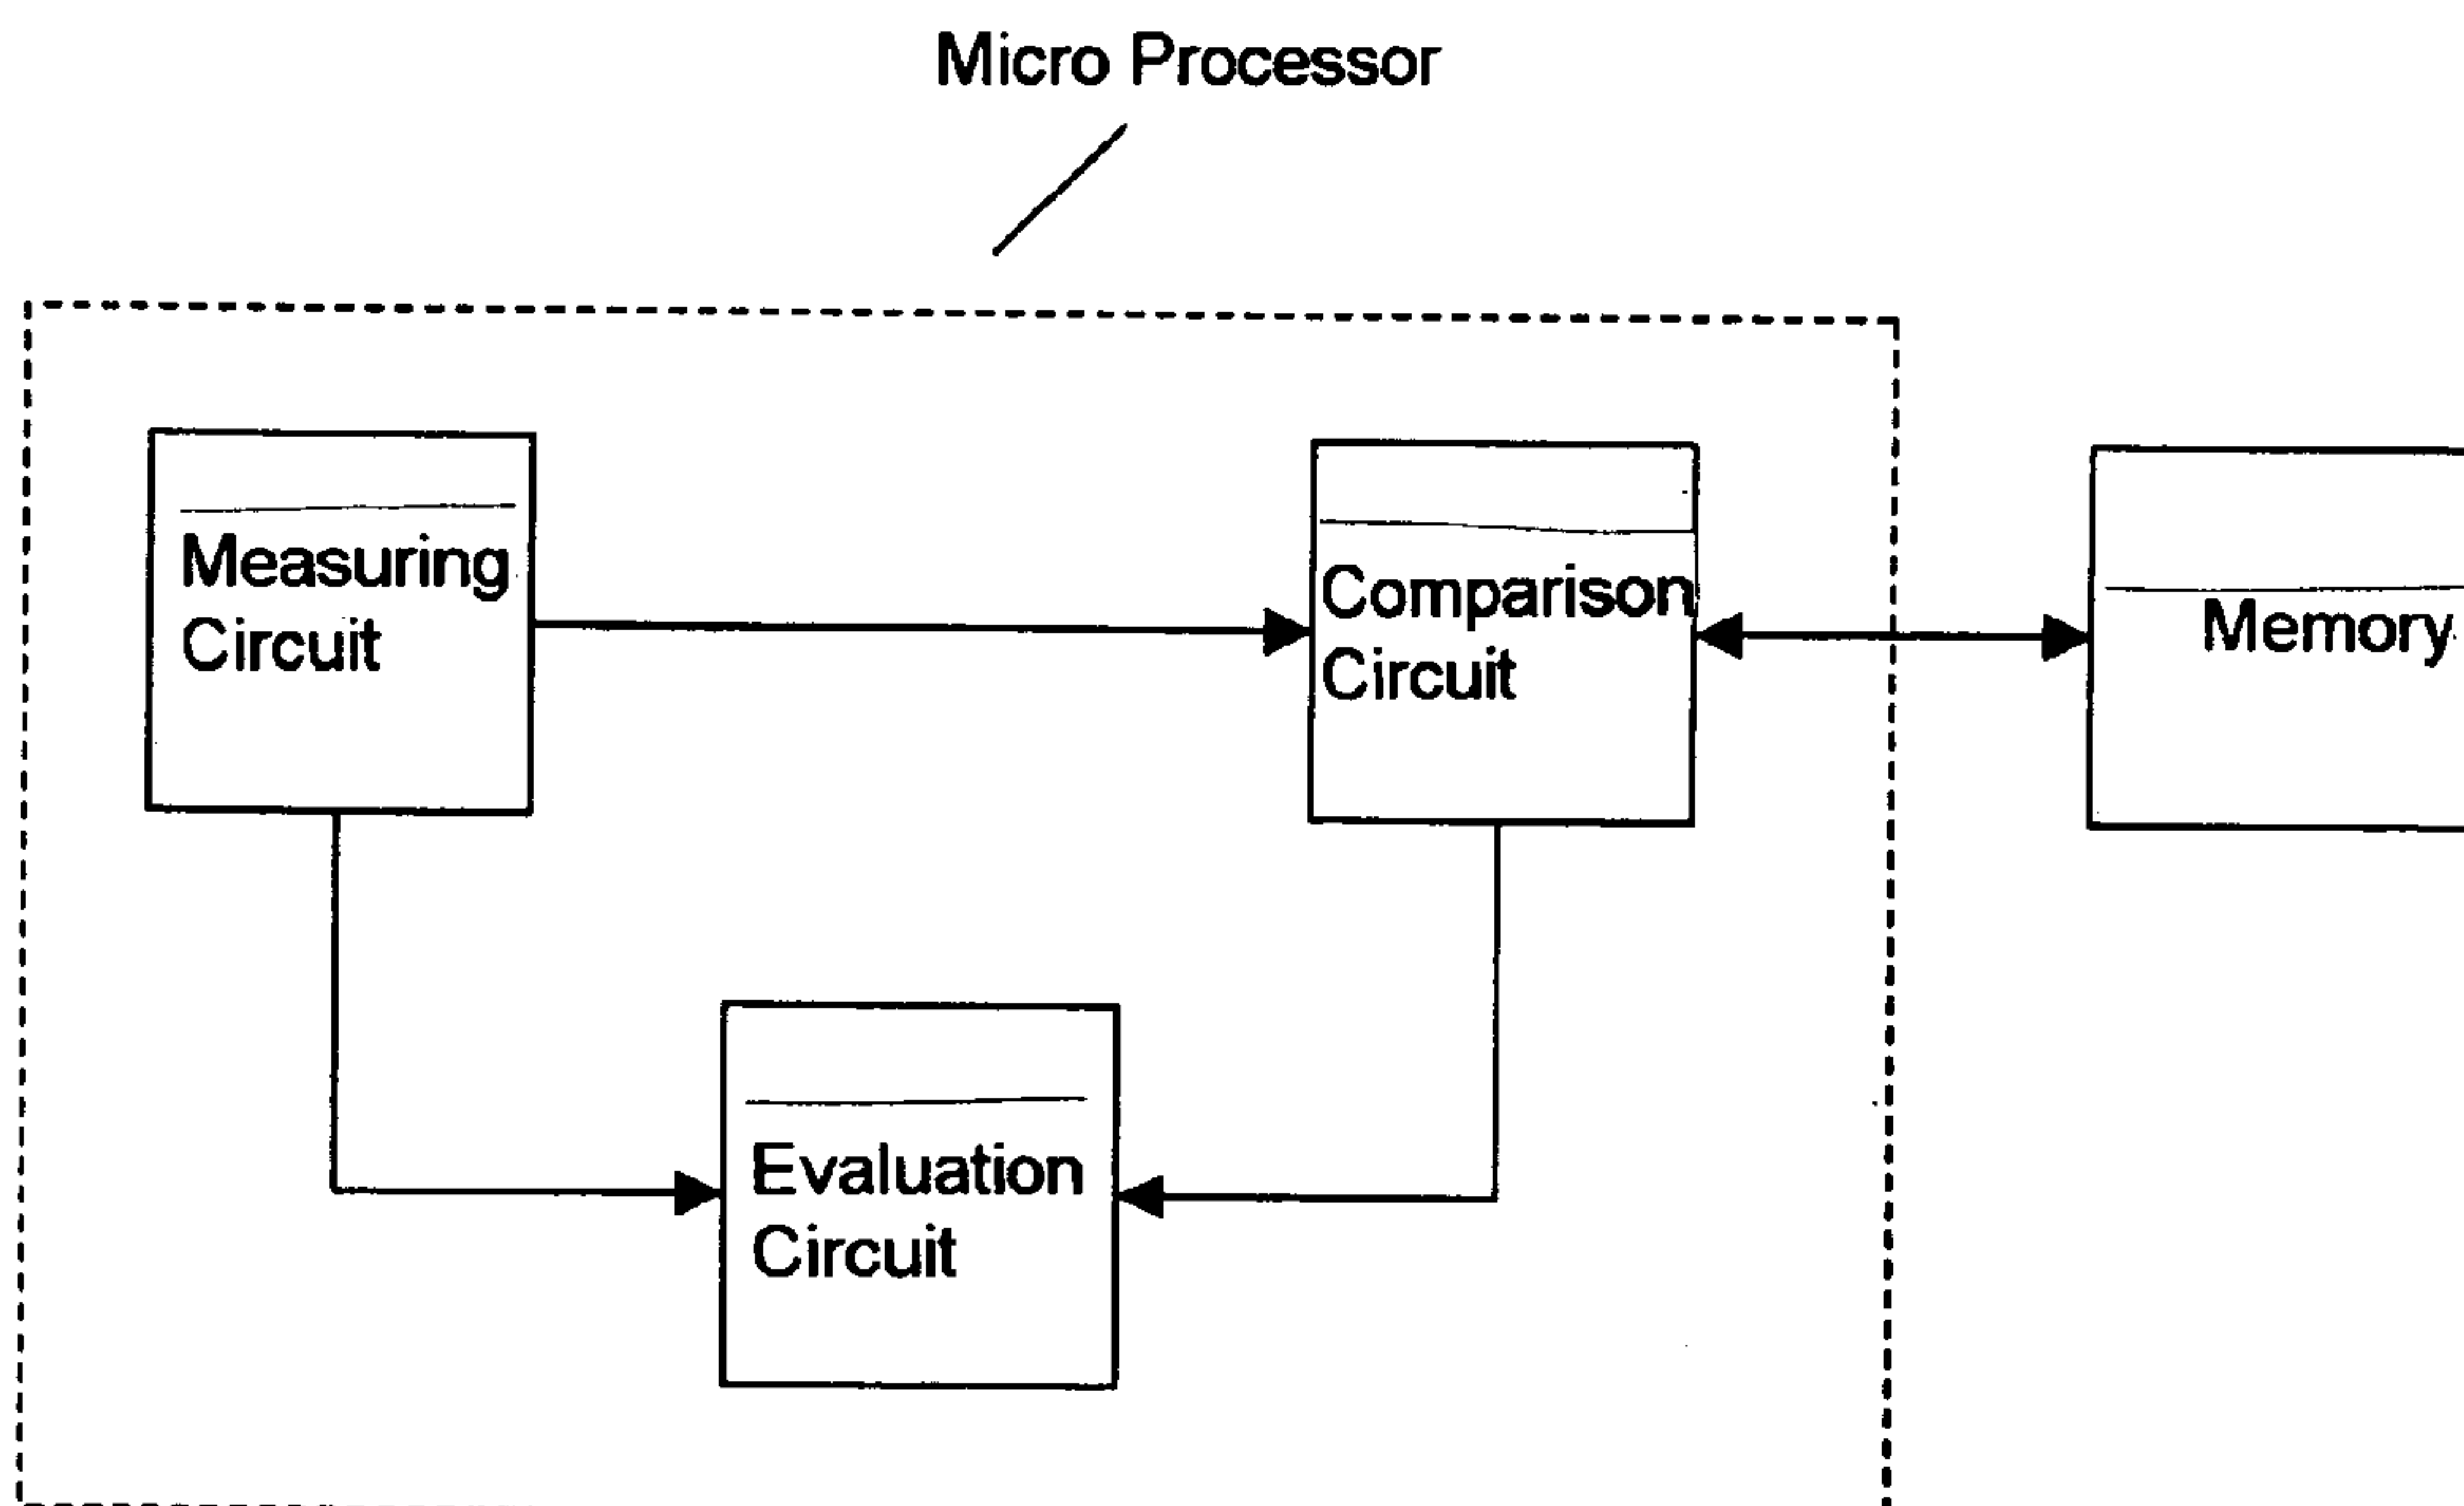 Micro Processor
Measuring
Circuit
Comparison
Circuit
Memory
Evaluation
Circuit